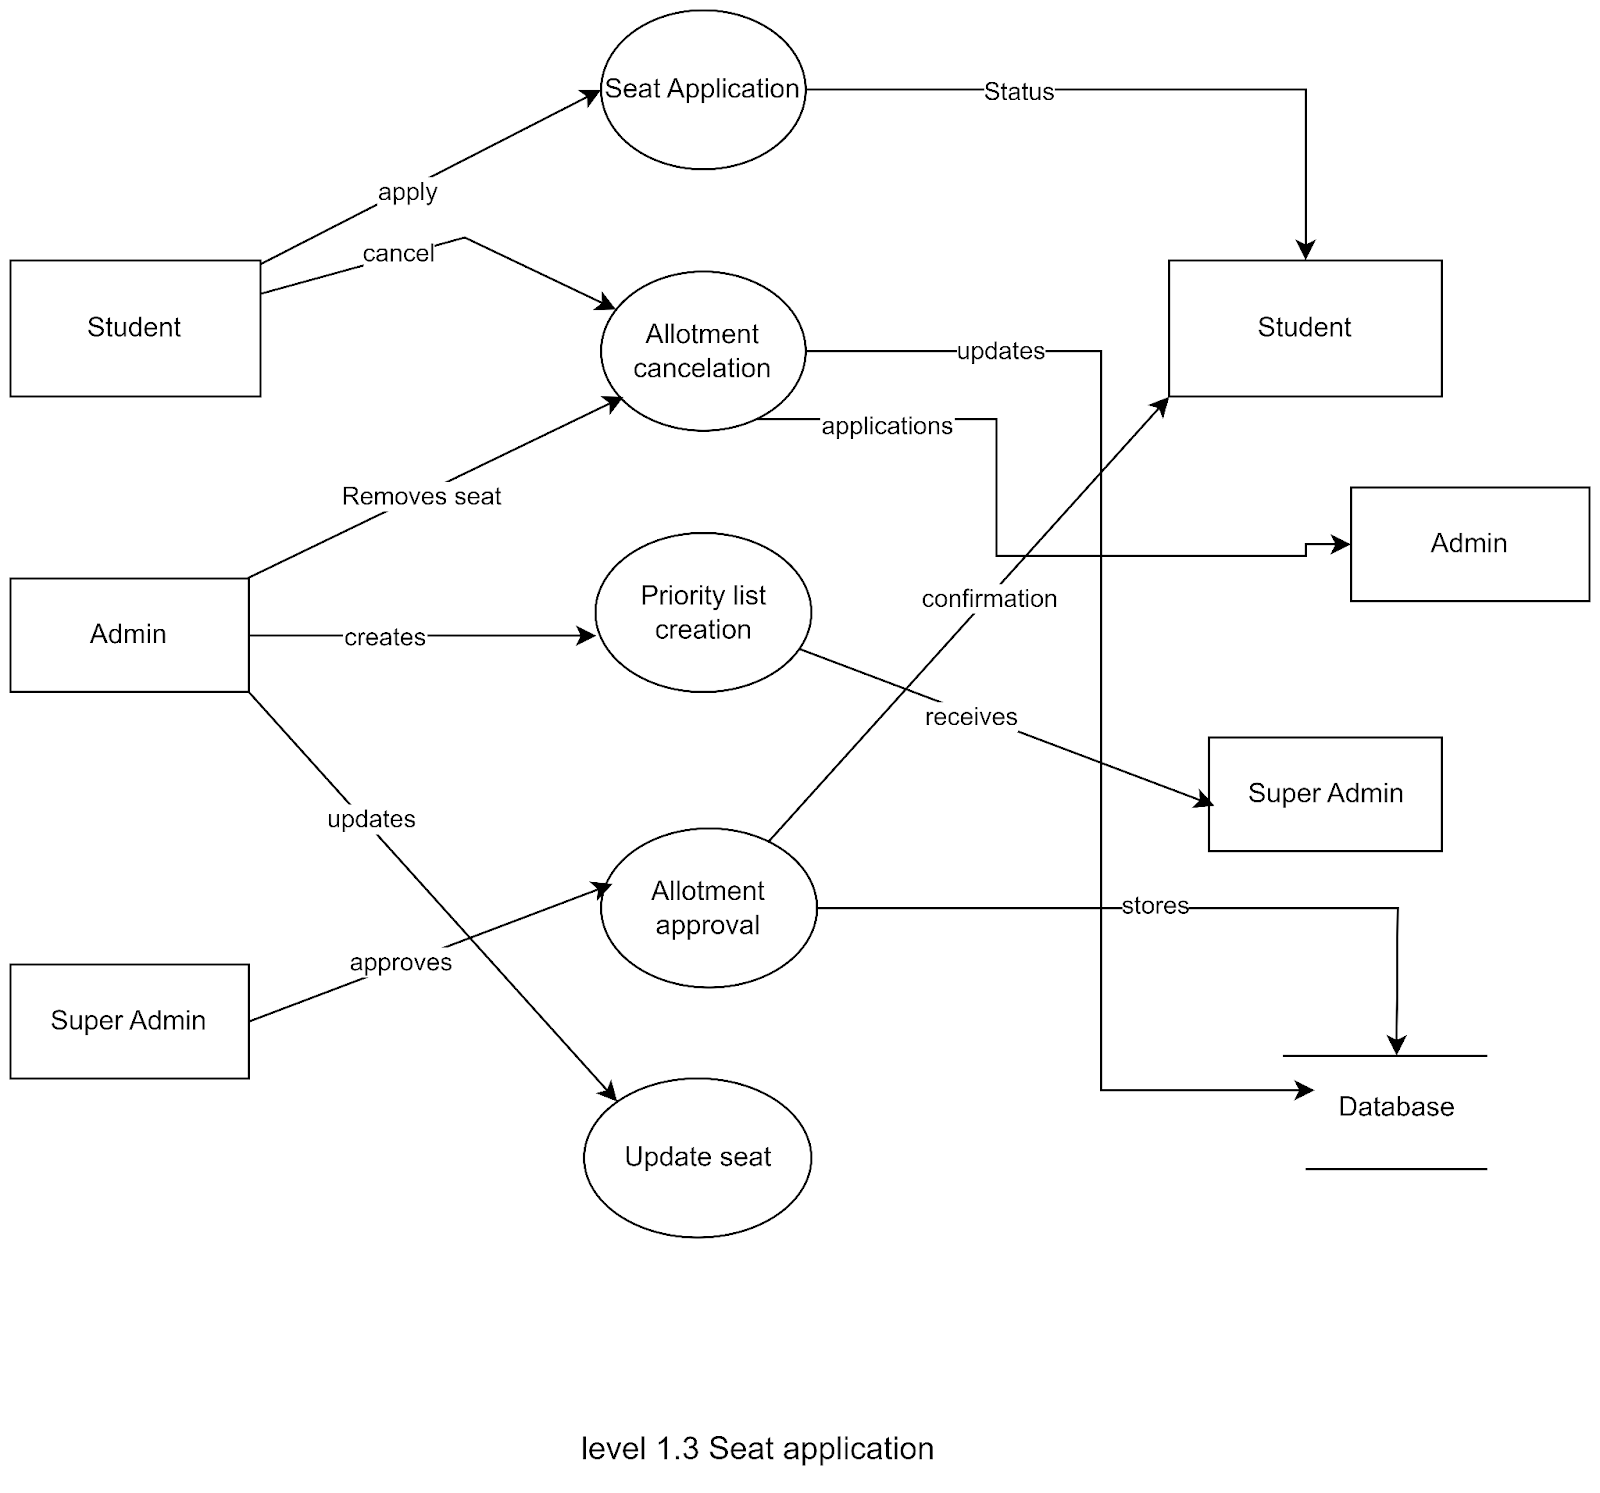 Seat Application
Status
apply
cancel
Student
Allotment
cancelation
updates
Student
applications
Removes seat
Admin
Admin
creates
Priority list
creation
confirmation
receives
Super Admin
updates
Allotment
approval
stores
approves
Super Admin
Database
Update seat
level 1.3 Seat application